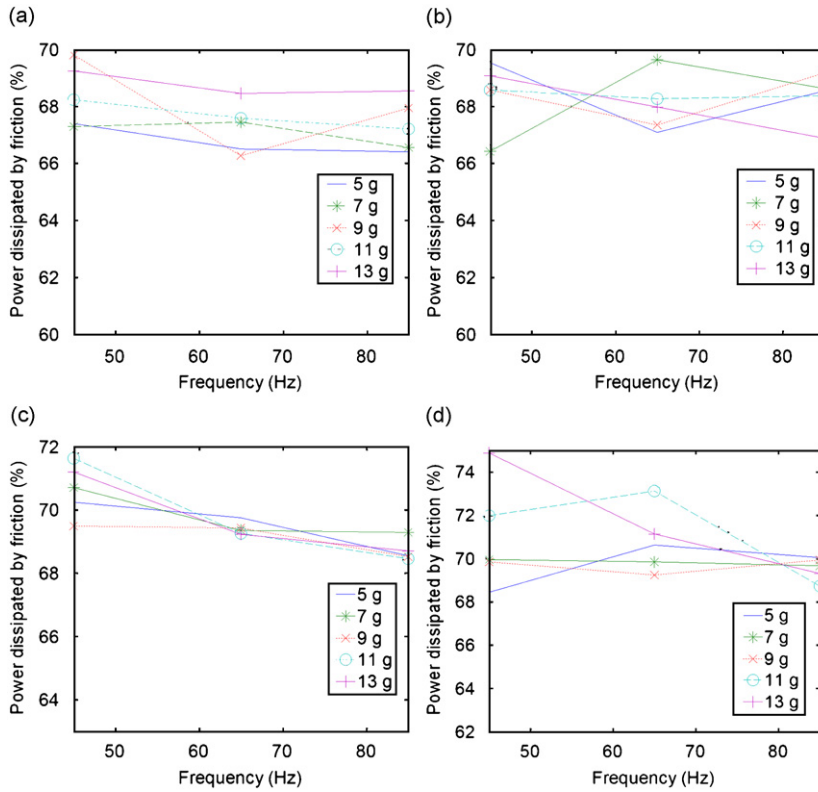 (a)
Power dissipated by friction (%)
70
68
66
64
62
60
50 60 70 80
Frequency (Hz)
5 g
7 g
9 g
11 g
13 g
(b)
Power dissipated by friction (%)
70
68
66
64
62
60
50 60 70 80
Frequency (Hz)
5 g
7 g
9 g
11 g
13 g
(c)
Power dissipated by friction (%)
72
70
68
66
64
50 60 70 80
Frequency (Hz)
5 g
7 g
9 g
11 g
13 g
(d)
Power dissipated by friction (%)
74
72
70
68
66
64
62
50 60 70 80
Frequency (Hz)
5 g
7 g
9 g
11 g
13 g